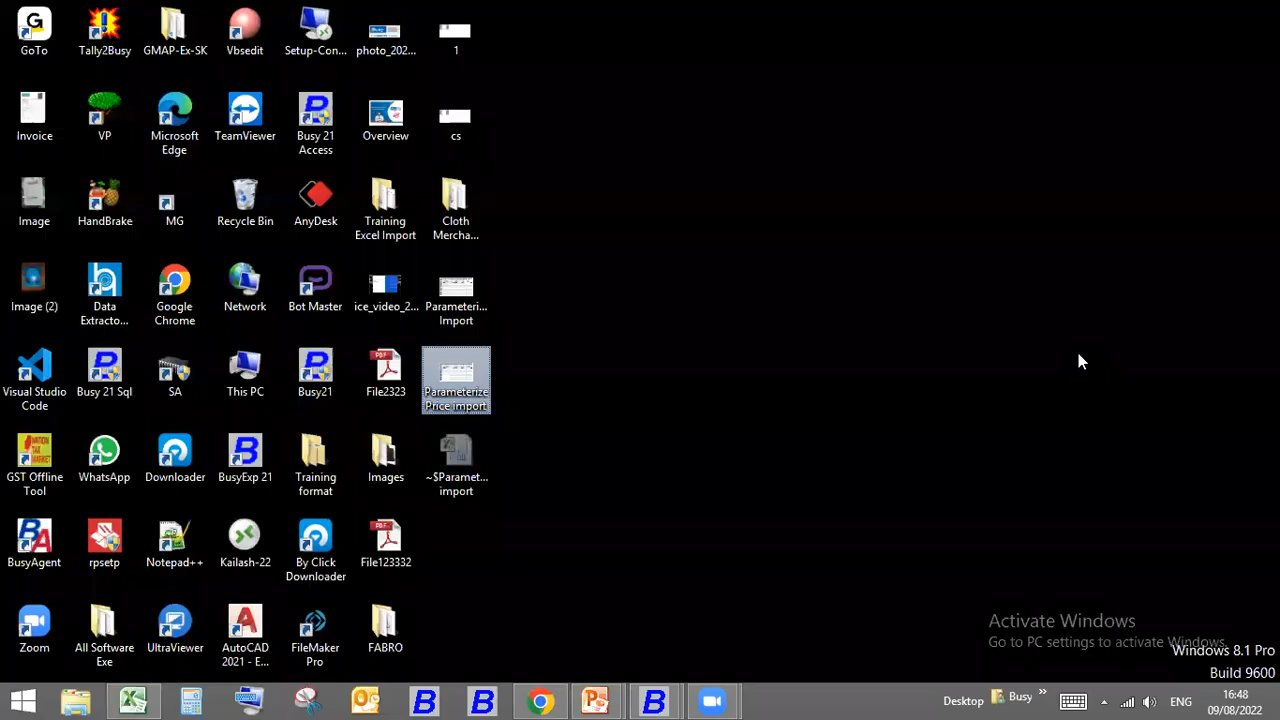 GoTo
Tally2Busy
GMAP-Ex-SK
Vbsedit
Setup-Con...
photo_202...
1
Invoice
VP
Microsoft
Edge
TeamViewer
Busy 21
Access
Overview
cs
Image
HandBrake
MG
Recycle Bin
AnyDesk
Training
Excel Import
Cloth
Mercha...
Image (2)
Data
Extracto...
Google
Chrome
Network
Bot Master
ice_video_2...
Parameteri...
Import
Visual Studio
Code
Busy 21 Sql
SA
This PC
Busy21
File2323
Parameterize
Price import
GST Offline
Tool
WhatsApp
Downloader
BusyExp 21
Training
format
Images
~$Paramet...
import
BusyAgent
rpsetp
Notepad++
Kailash-22
By Click
Downloader
File123332
Zoom
All Software
Exe
UltraViewer
AutoCAD
2021 - E...
FileMaker
Pro
FABRO
Activate Windows
Go to PC settings to activate Windows.
Windows 8.1 Pro
Build 9600
Desktop
Busy
ENG
16:48
09/08/2022